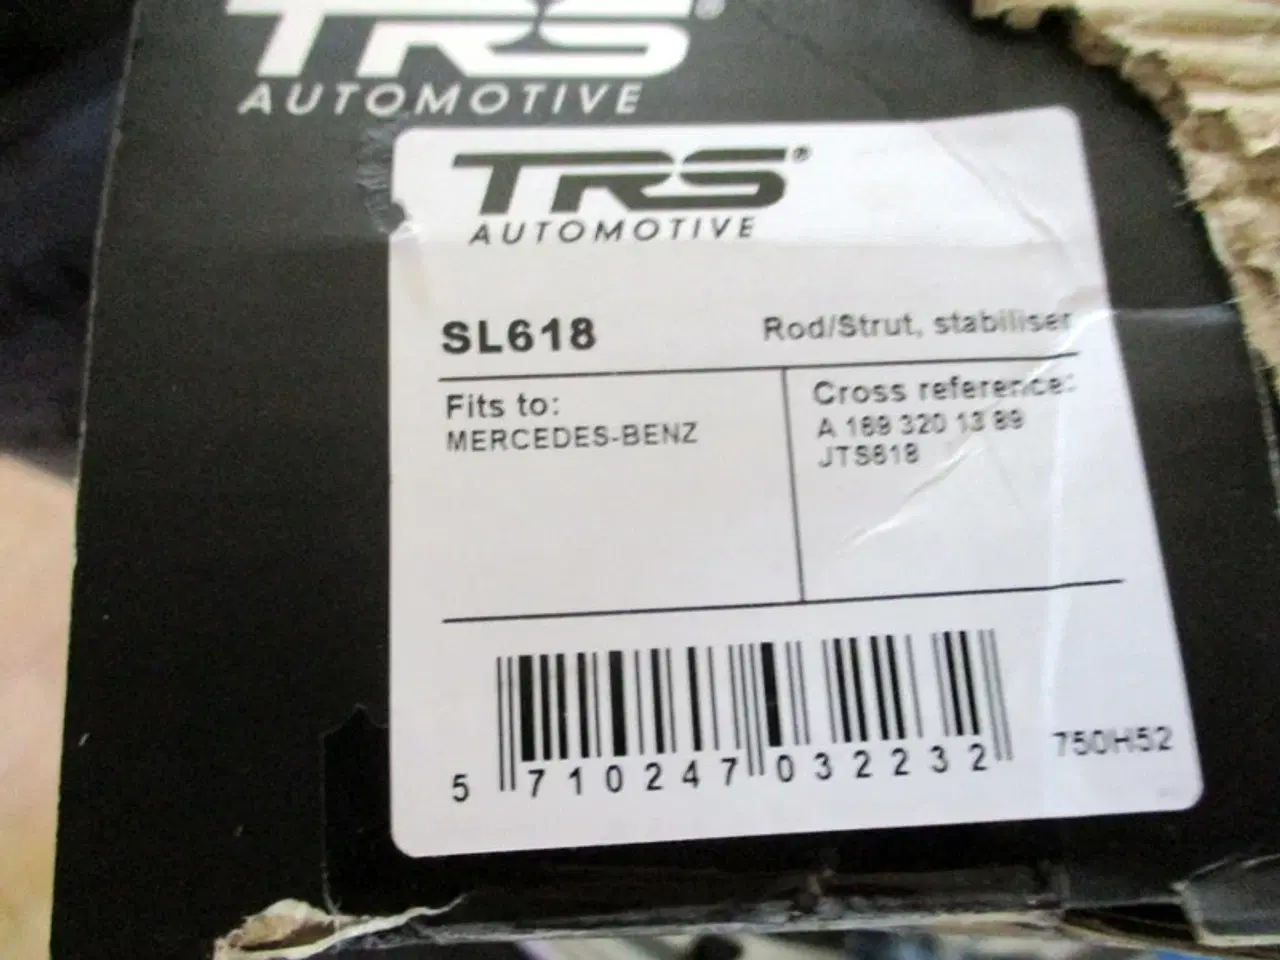 TRS®
AUTOMOTIVE
TRS®
AUTOMOTIVE
SL618
Rod/Strut, stabiliser
Fits to:
MERCEDES-BENZ
Cross reference:
A 169 320 13 89
JTS618
5 710247 032232
750H52